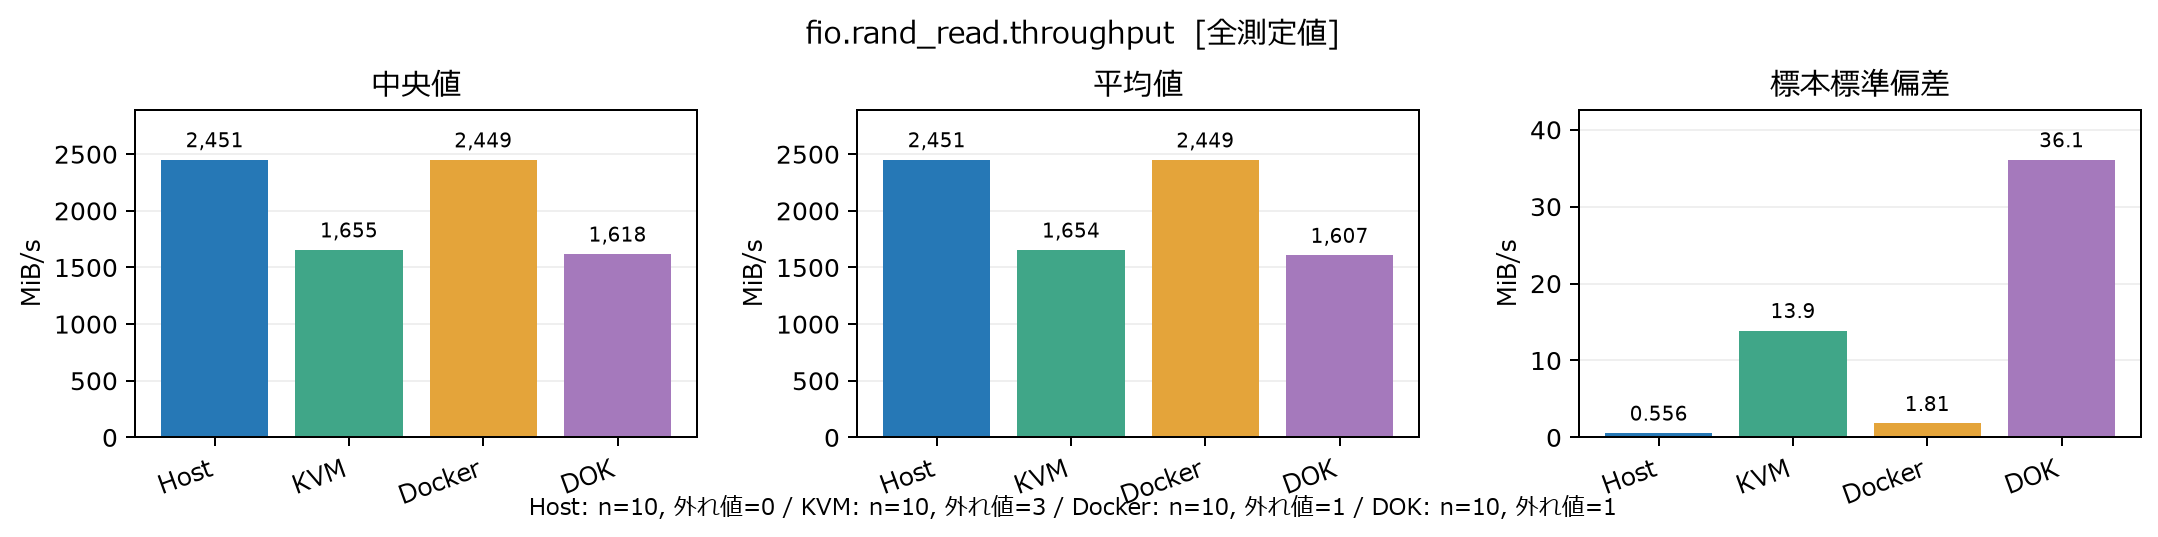 fio.rand_read.throughput [全測定値]
中央値
MiB/s
2500
2000
1500
1000
500
0
2,451
1,655
2,449
1,618
Host
KVM
Docker
DOK
平均値
MiB/s
2500
2000
1500
1000
500
0
2,451
1,654
2,449
1,607
Host
KVM
Docker
DOK
標本標準偏差
MiB/s
40
30
20
10
0
0.556
13.9
1.81
36.1
Host
KVM
Docker
DOK
Host: n=10, 外れ値=0 / KVM: n=10, 外れ値=3 / Docker: n=10, 外れ値=1 / DOK: n=10, 外れ値=1